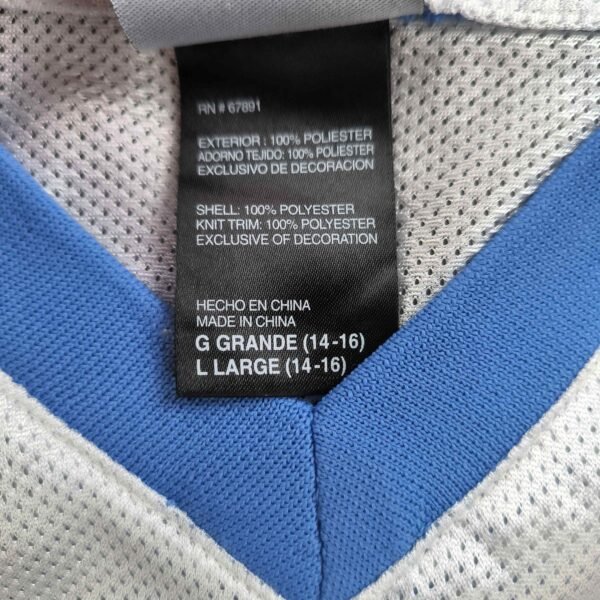 RN # 67891
EXTERIOR : 100% POLIESTER
ADORNO TEJIDO: 100% POLIESTER
EXCLUSIVO DE DECORACION
SHELL: 100% POLYESTER
KNIT TRIM: 100% POLYESTER
EXCLUSIVE OF DECORATION
HECHO EN CHINA
MADE IN CHINA
G GRANDE (14-16)
L LARGE (14-16)